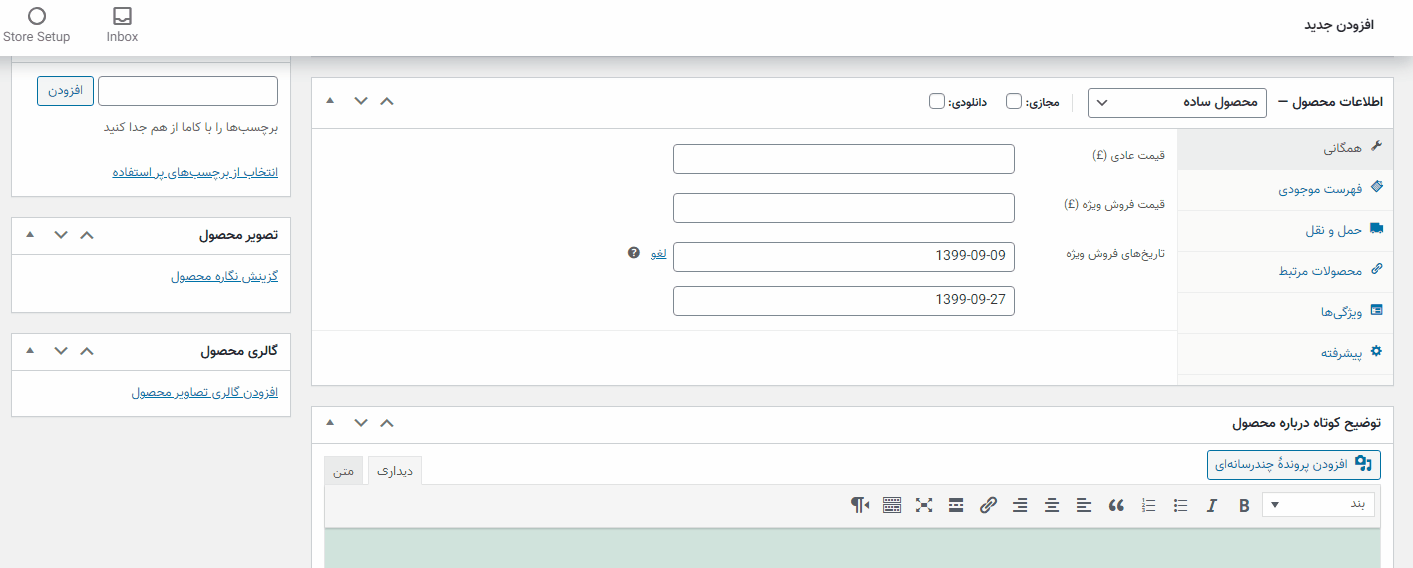 افزودن جدید
Store Setup
Inbox
اطلاعات محصول —
محصول ساده
مجازی:
دانلودی:
همگانی
فهرست موجودی
حمل و نقل
محصولات مرتبط
ویژگی‌ها
پیشرفته
قیمت عادی (£)
قیمت فروش ویژه (£)
تاریخ‌های فروش ویژه
1399-09-09
لغو
?
1399-09-27
توضیح کوتاه درباره محصول
افزودن پروندهٔ چندرسانه‌ای
دیداری
متن
بند
B
I
افزودن
برچسب‌ها را با کاما از هم جدا کنید
انتخاب از برچسب‌های پر استفاده
تصویر محصول
گزینش نگاره محصول
گالری محصول
افزودن گالری تصاویر محصول